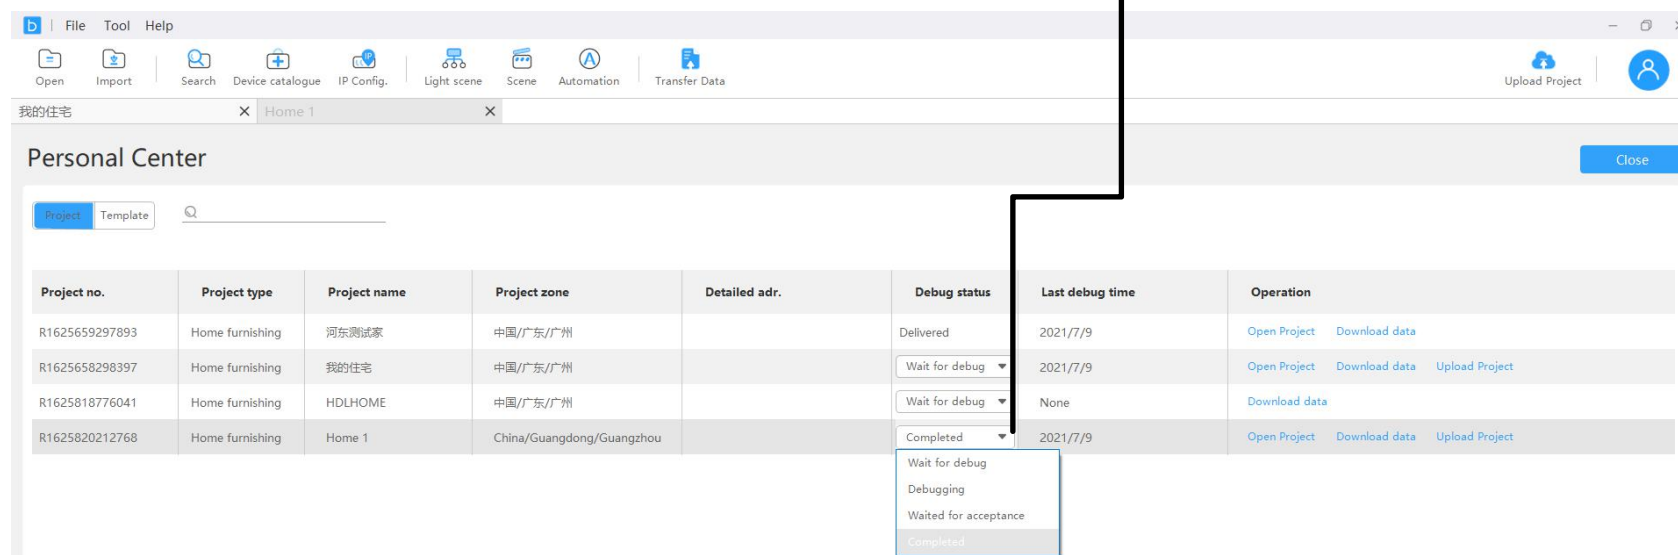 b | File Tool Help
Open Import Search Device catalogue IP Config. Light scene Scene Automation Transfer Data Upload Project
我的住宅 Home 1
Personal Center Close
Project Template
Project no. Project type Project name Project zone Detailed adr. Debug status Last debug time Operation
R1625659297893 Home furnishing 河东测试家 中国/广东/广州 Delivered 2021/7/9 Open Project Download data
R1625658298397 Home furnishing 我的住宅 中国/广东/广州 Wait for debug 2021/7/9 Open Project Download data Upload Project
R1625818776041 Home furnishing HDLHOME 中国/广东/广州 Wait for debug None Download data
R1625820212768 Home furnishing Home 1 China/Guangdong/Guangzhou Completed 2021/7/9 Open Project Download data Upload Project
Wait for debug
Debugging
Waited for acceptance
Completed